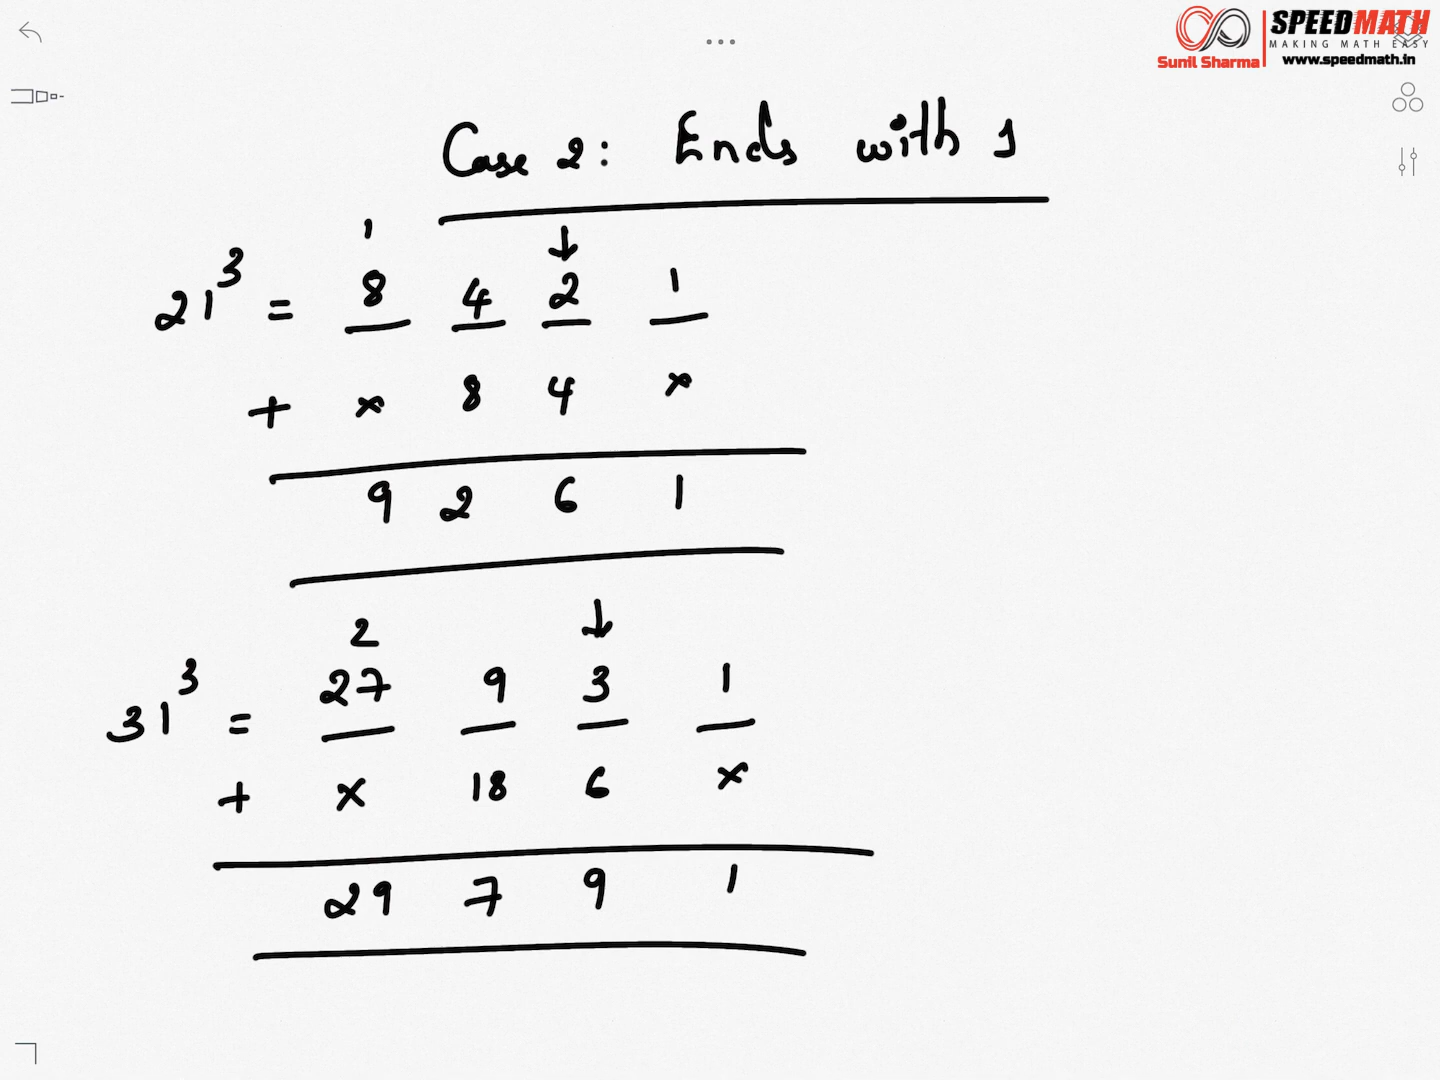 SPEEDMATH
MAKING MATH EASY
Sunil Sharma
www.speedmath.in
Case 2: Ends with 1
1 ↓
21³ = 8 4 2 1
+ × 8 4 ×
9 2 6 1
2 ↓
31³ = 27 9 3 1
+ × 18 6 ×
29 7 9 1